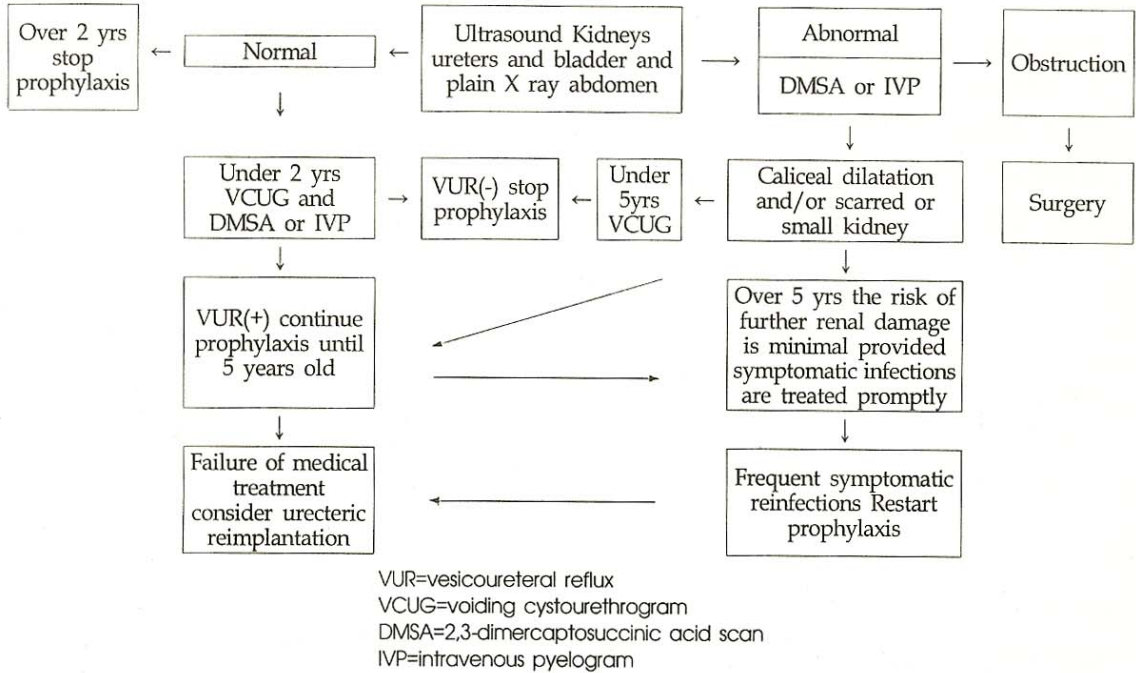 Over 2 yrs
stop
prophylaxis
Normal
Ultrasound Kidneys
ureters and bladder and
plain X ray abdomen
Abnormal
DMSA or IVP
Obstruction
Under 2 yrs
VCUG and
DMSA or IVP
VUR(-) stop
prophylaxis
Under
5yrs
VCUG
Caliceal dilatation
and/or scarred or
small kidney
Surgery
VUR(+) continue
prophylaxis until
5 years old
Over 5 yrs the risk of
further renal damage
is minimal provided
symptomatic infections
are treated promptly
Failure of medical
treatment
consider urecteric
reimplantation
Frequent symptomatic
reinfections Restart
prophylaxis
VUR=vesicoureteral reflux
VCUG=voiding cystourethrogram
DMSA=2,3-dimercaptosuccinic acid scan
IVP=intravenous pyelogram